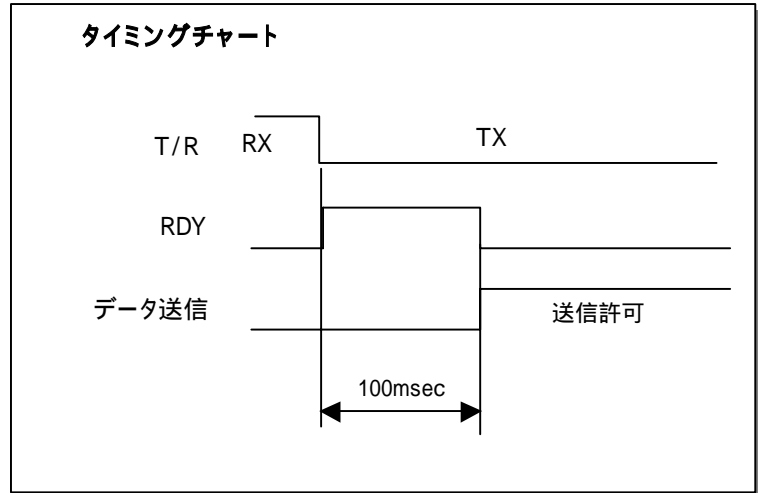 タイミングチャート
T/R RX TX
RDY
データ送信
送信許可
100msec